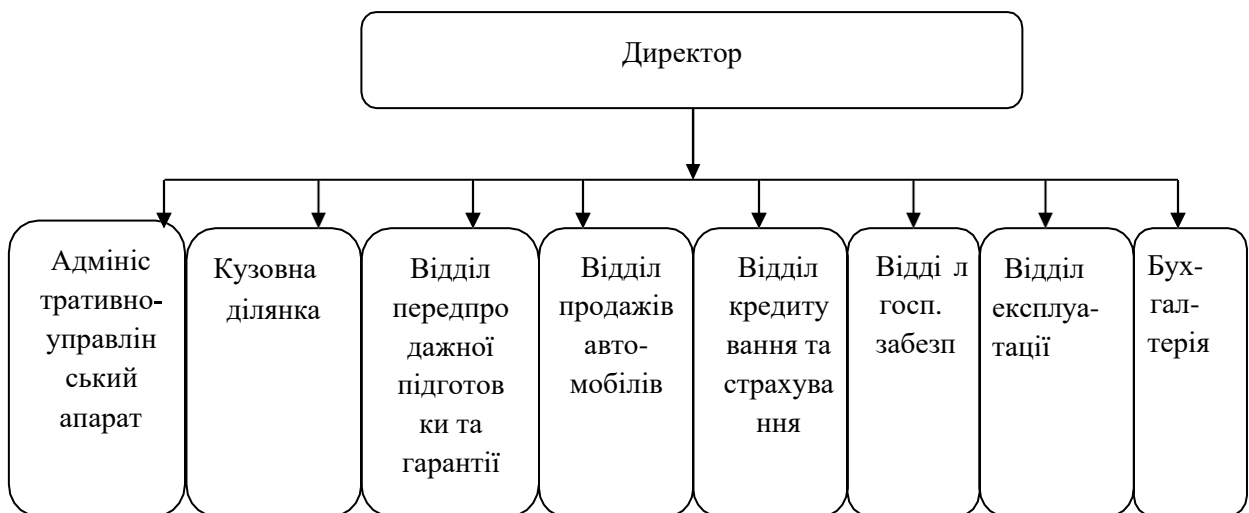 Директор
Адмініс
тративно-
управлін
ський
апарат
Кузовна
ділянка
Відділ
передпро
дажної
підготов
ки та
гарантії
Відділ
продажів
авто-
мобілів
Відділ
кредиту
вання та
страхува
ння
Відді л
госп.
забезп
Відділ
експлуа-
тації
Бух-
гал-
терія